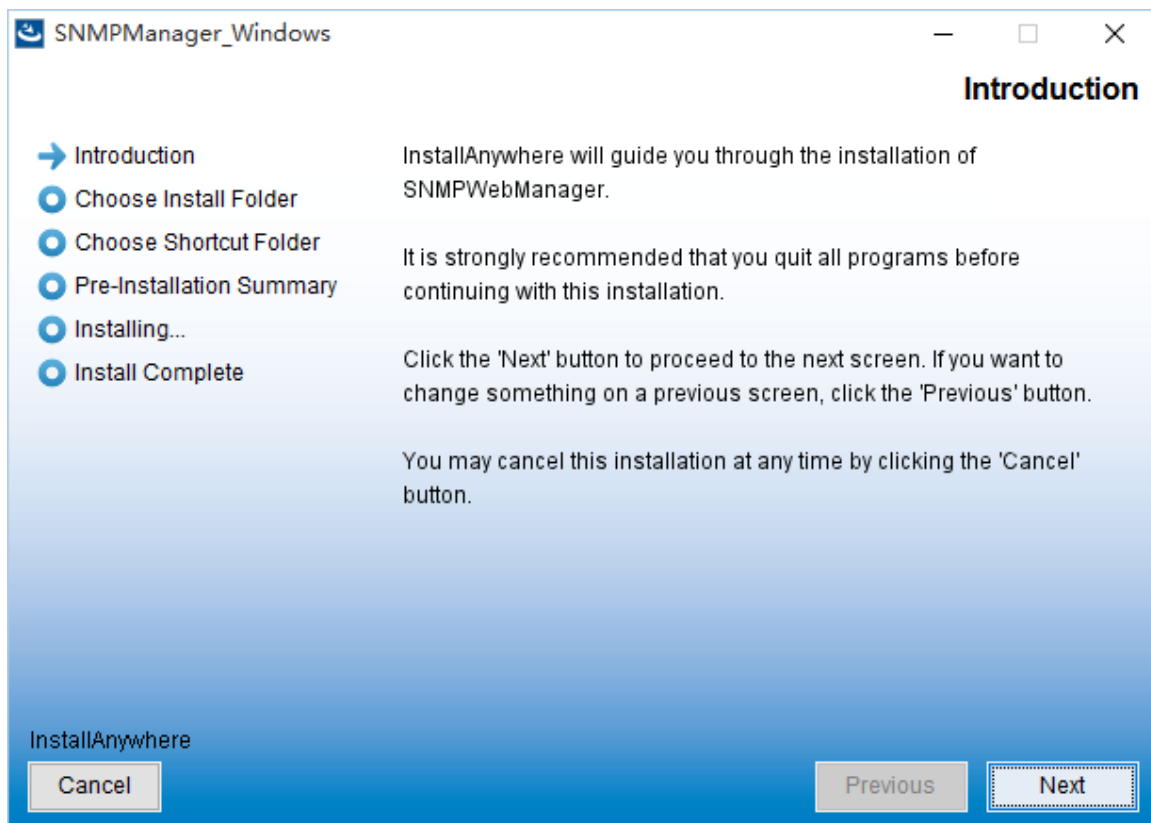 SNMPManager_Windows
Introduction
Introduction
Choose Install Folder
Choose Shortcut Folder
Pre-Installation Summary
Installing...
Install Complete
InstallAnywhere will guide you through the installation of
SNMPWebManager.
It is strongly recommended that you quit all programs before
continuing with this installation.
Click the 'Next' button to proceed to the next screen. If you want to
change something on a previous screen, click the 'Previous' button.
You may cancel this installation at any time by clicking the 'Cancel'
button.
InstallAnywhere
Cancel
Previous
Next